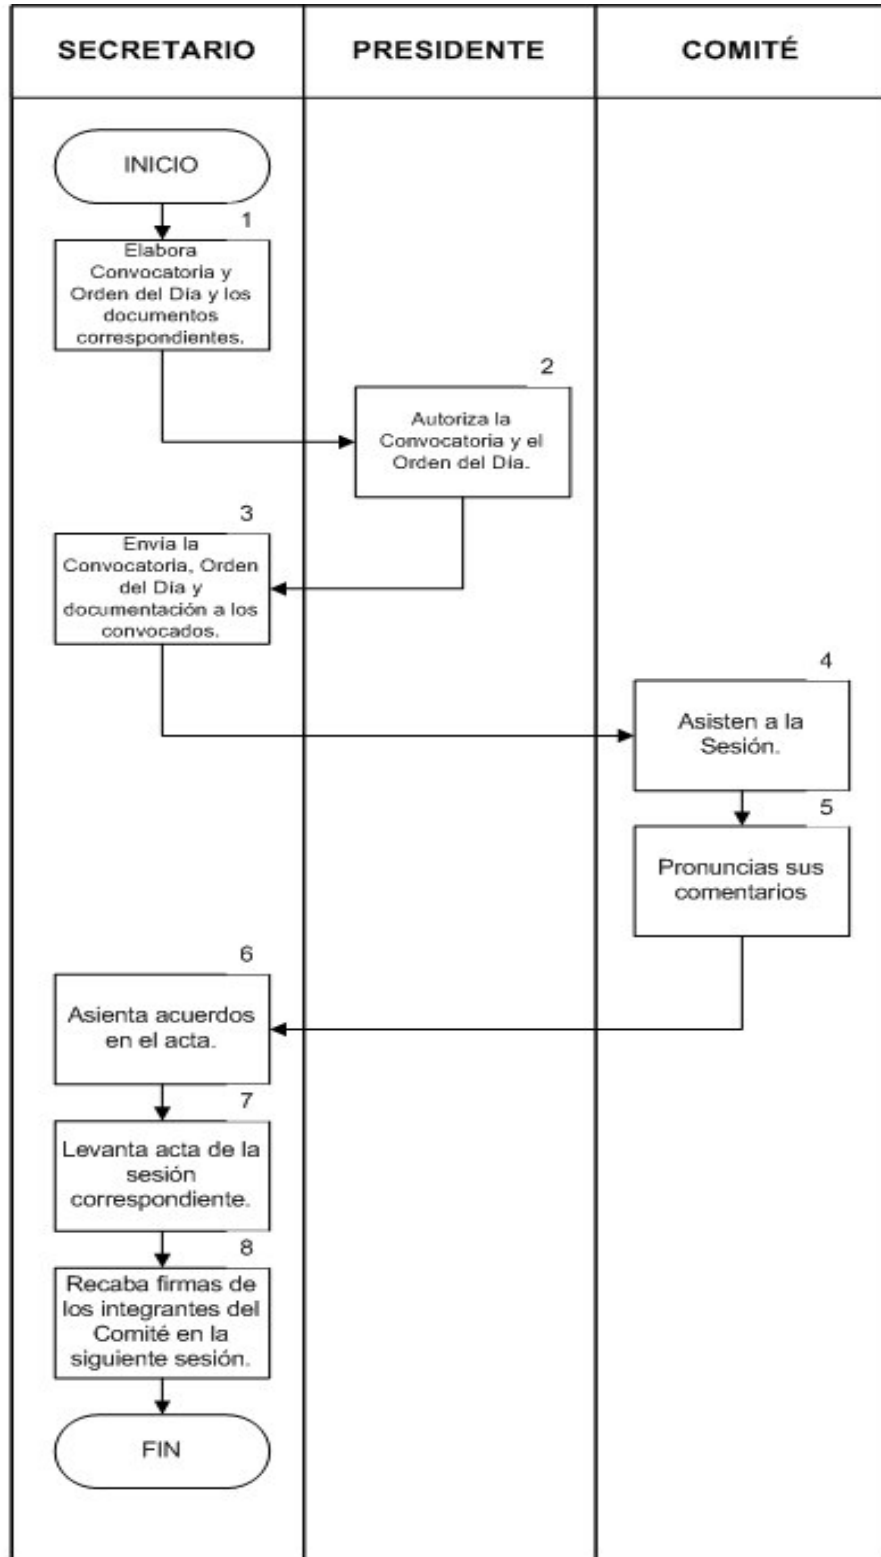 SECRETARIO
PRESIDENTE
COMITÉ
INICIO
1
Elabora
Convocatoria y
Orden del Día y los
documentos
correspondientes.
2
Autoriza la
Convocatoria y el
Orden del Día.
3
Envía la
Convocatoria, Orden
del Día y
documentación a los
convocados.
4
Asisten a la
Sesión.
5
Pronuncias sus
comentarios
6
Asienta acuerdos
en el acta.
7
Levanta acta de la
sesión
correspondiente.
8
Recaba firmas de
los integrantes del
Comité en la
siguiente sesión.
FIN